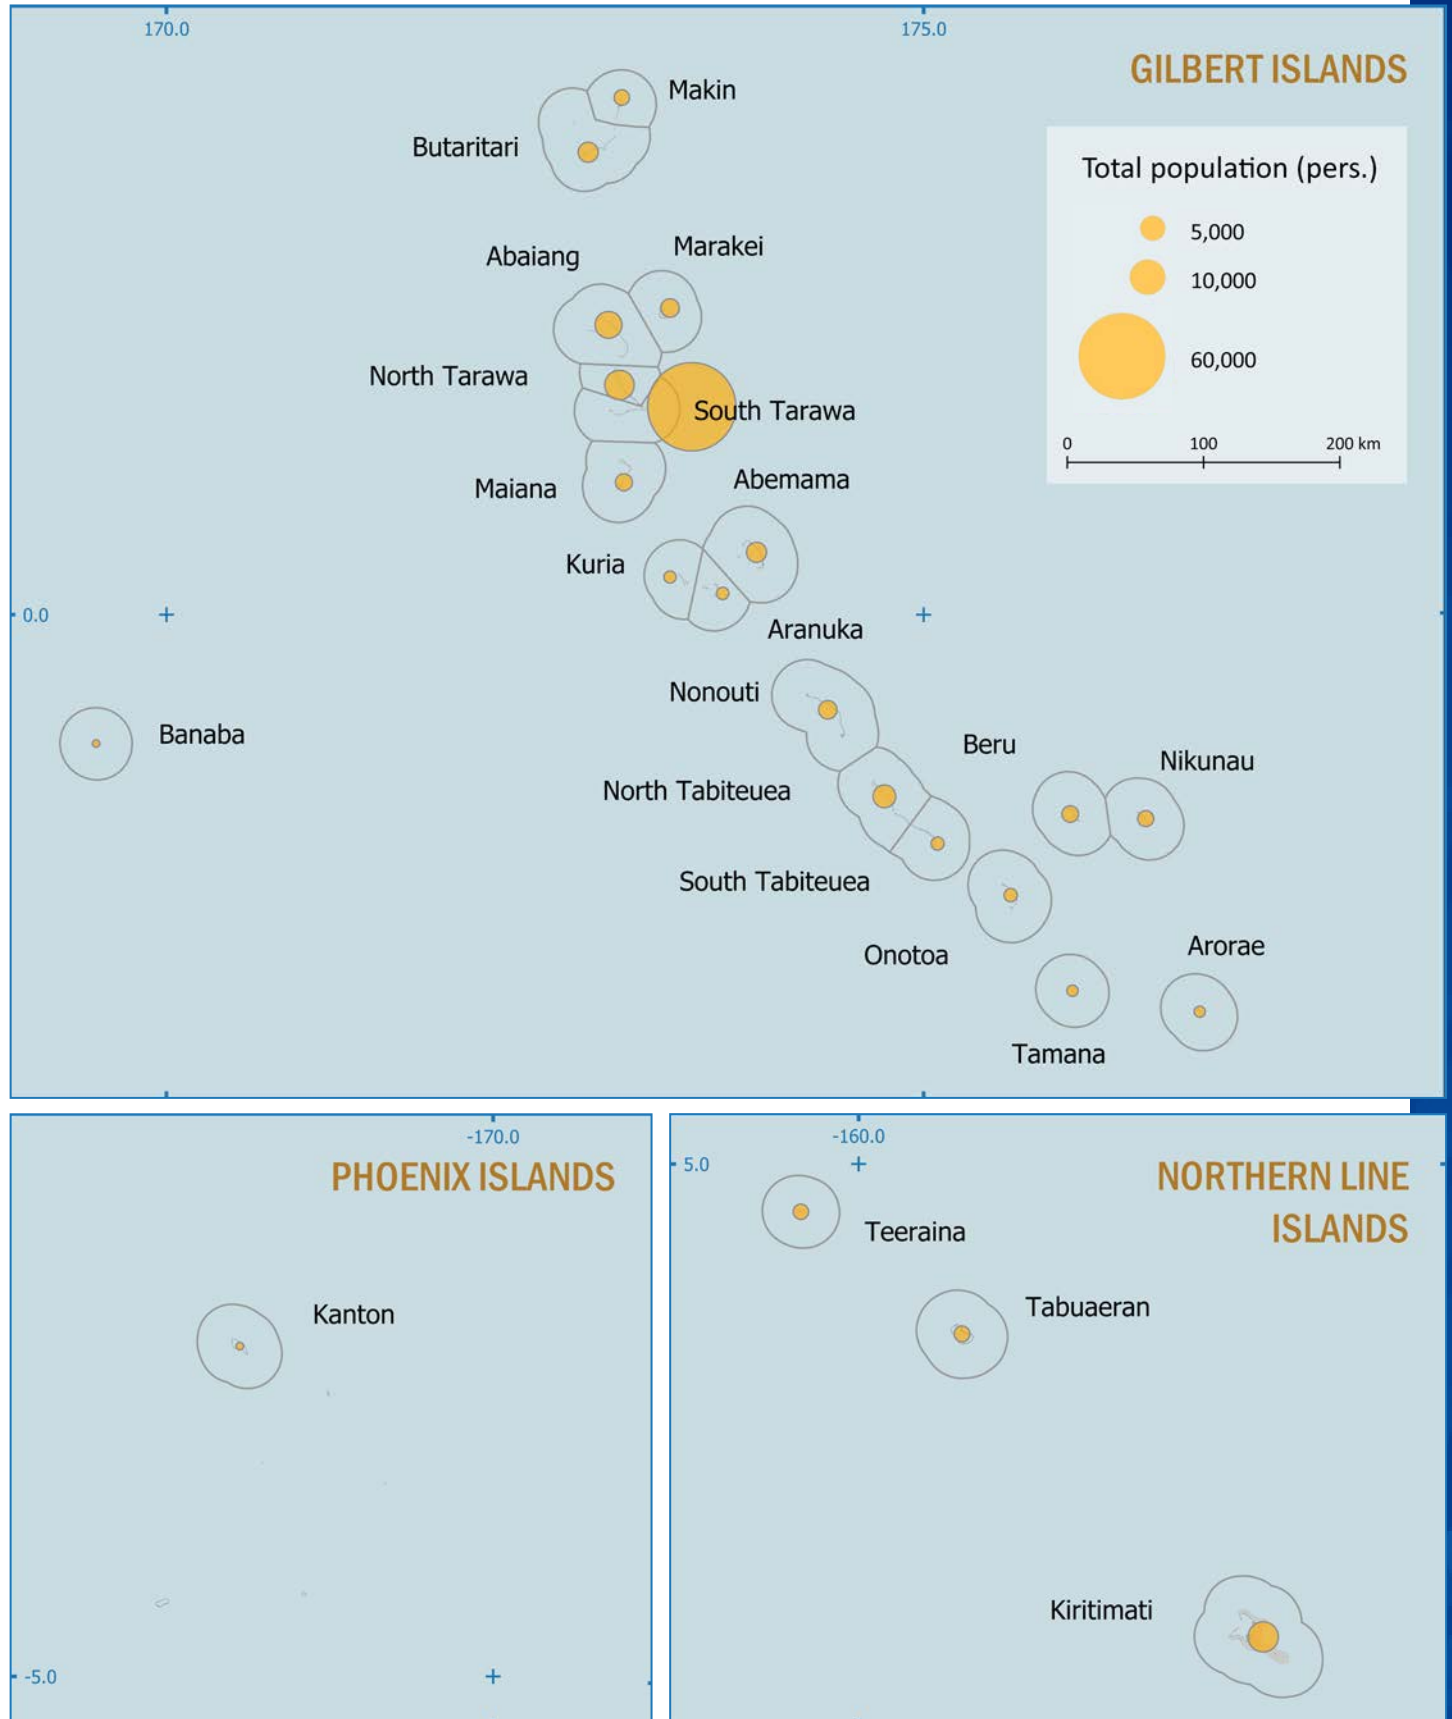 170.0
175.0
GILBERT ISLANDS
Makin
Butaritari
Total population (pers.)
5,000
10,000
60,000
0 100 200 km
Abaiang
Marakei
North Tarawa
South Tarawa
Maiana
Abemama
Kuria
0.0
Aranuka
Nonouti
Banaba
Beru
Nikunau
North Tabiteuea
South Tabiteuea
Onotoa
Arorae
Tamana
-170.0
PHOENIX ISLANDS
Kanton
-5.0
-160.0
5.0
NORTHERN LINE
ISLANDS
Teeraina
Tabuaeran
Kiritimati